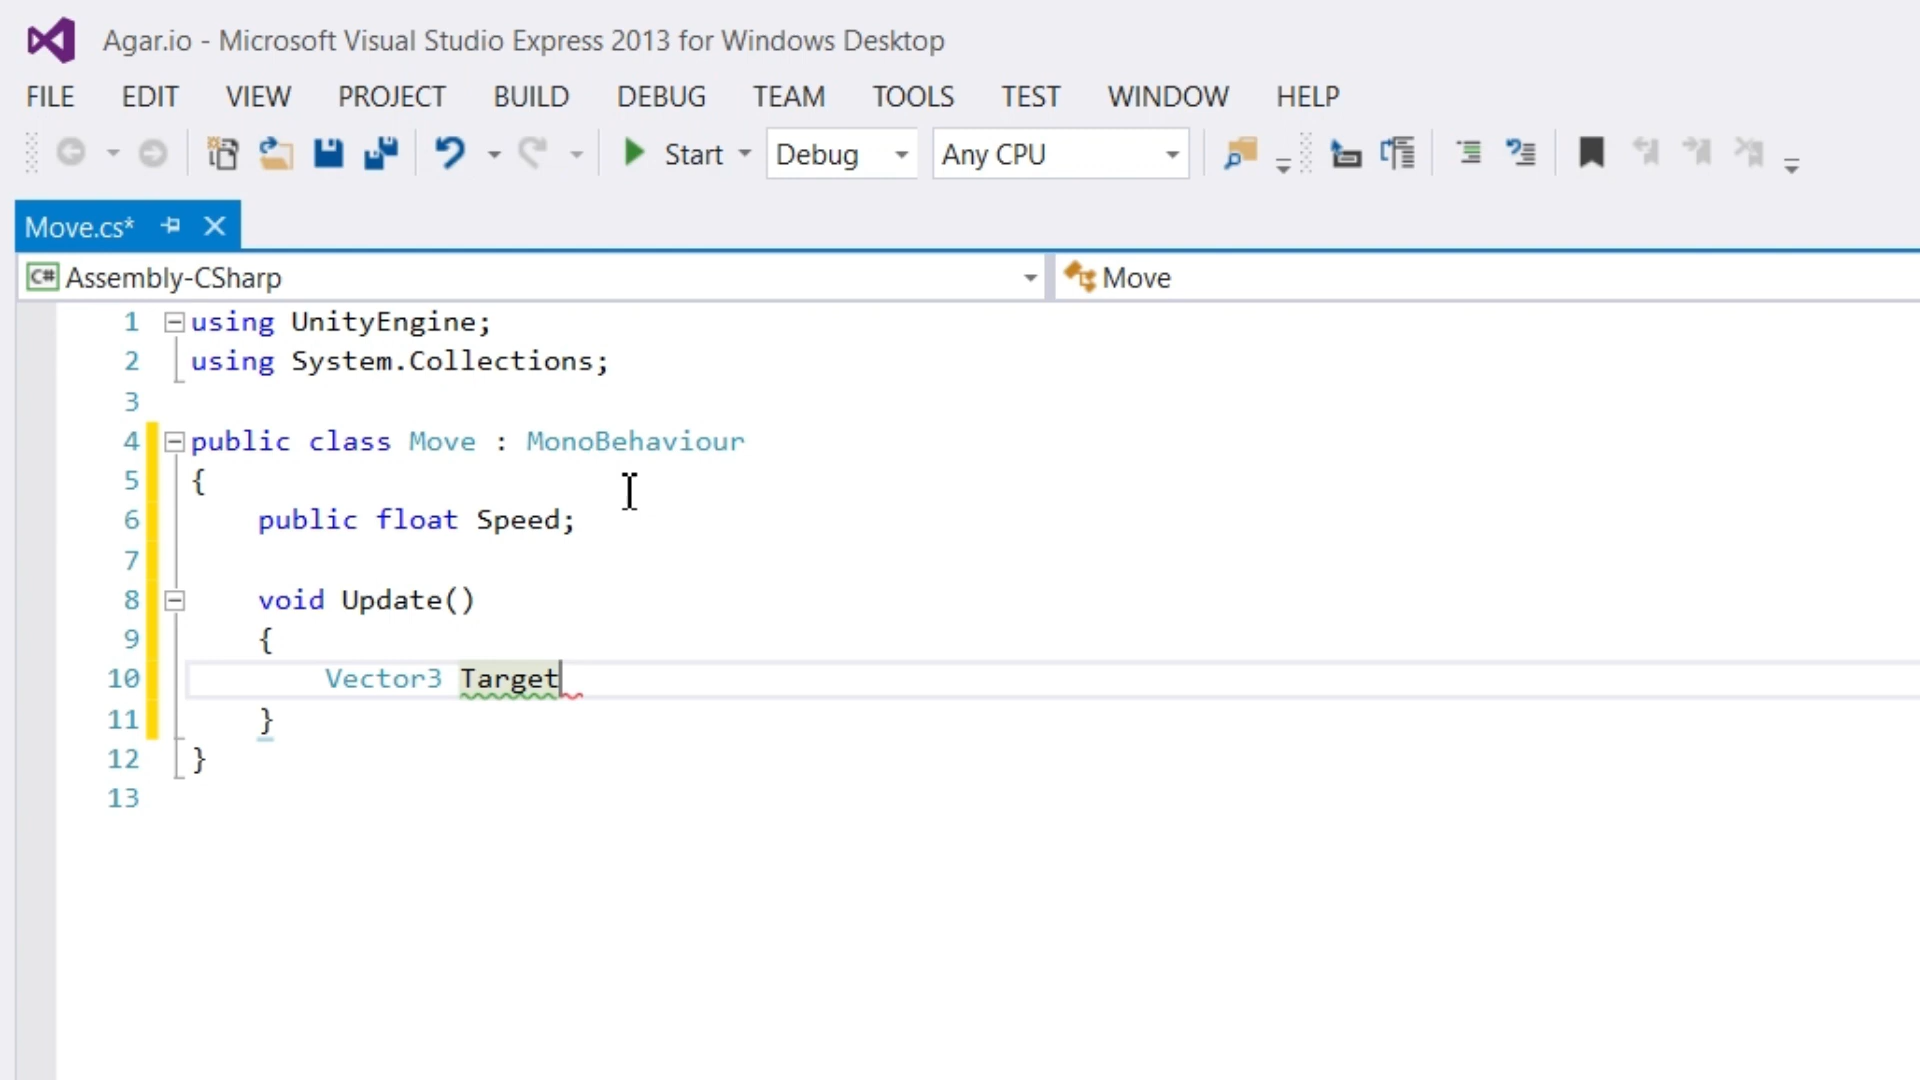 Agar.io - Microsoft Visual Studio Express 2013 for Windows Desktop
FILE EDIT VIEW PROJECT BUILD DEBUG TEAM TOOLS TEST WINDOW HELP
Start Debug Any CPU
Move.cs*
C# Assembly-CSharp Move
1 using UnityEngine;
2 using System.Collections;
3
4 public class Move : MonoBehaviour
5 {
6 public float Speed;
7
8 void Update()
9 {
10 Vector3 Target
11 }
12 }
13